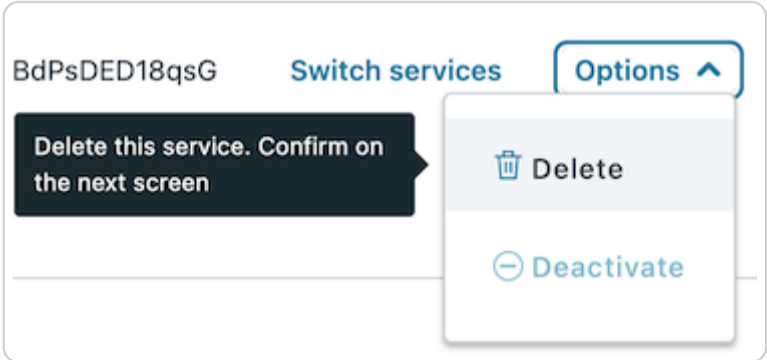 BdPsDED18qsG Switch services Options
Delete this service. Confirm on
the next screen
Delete
Deactivate